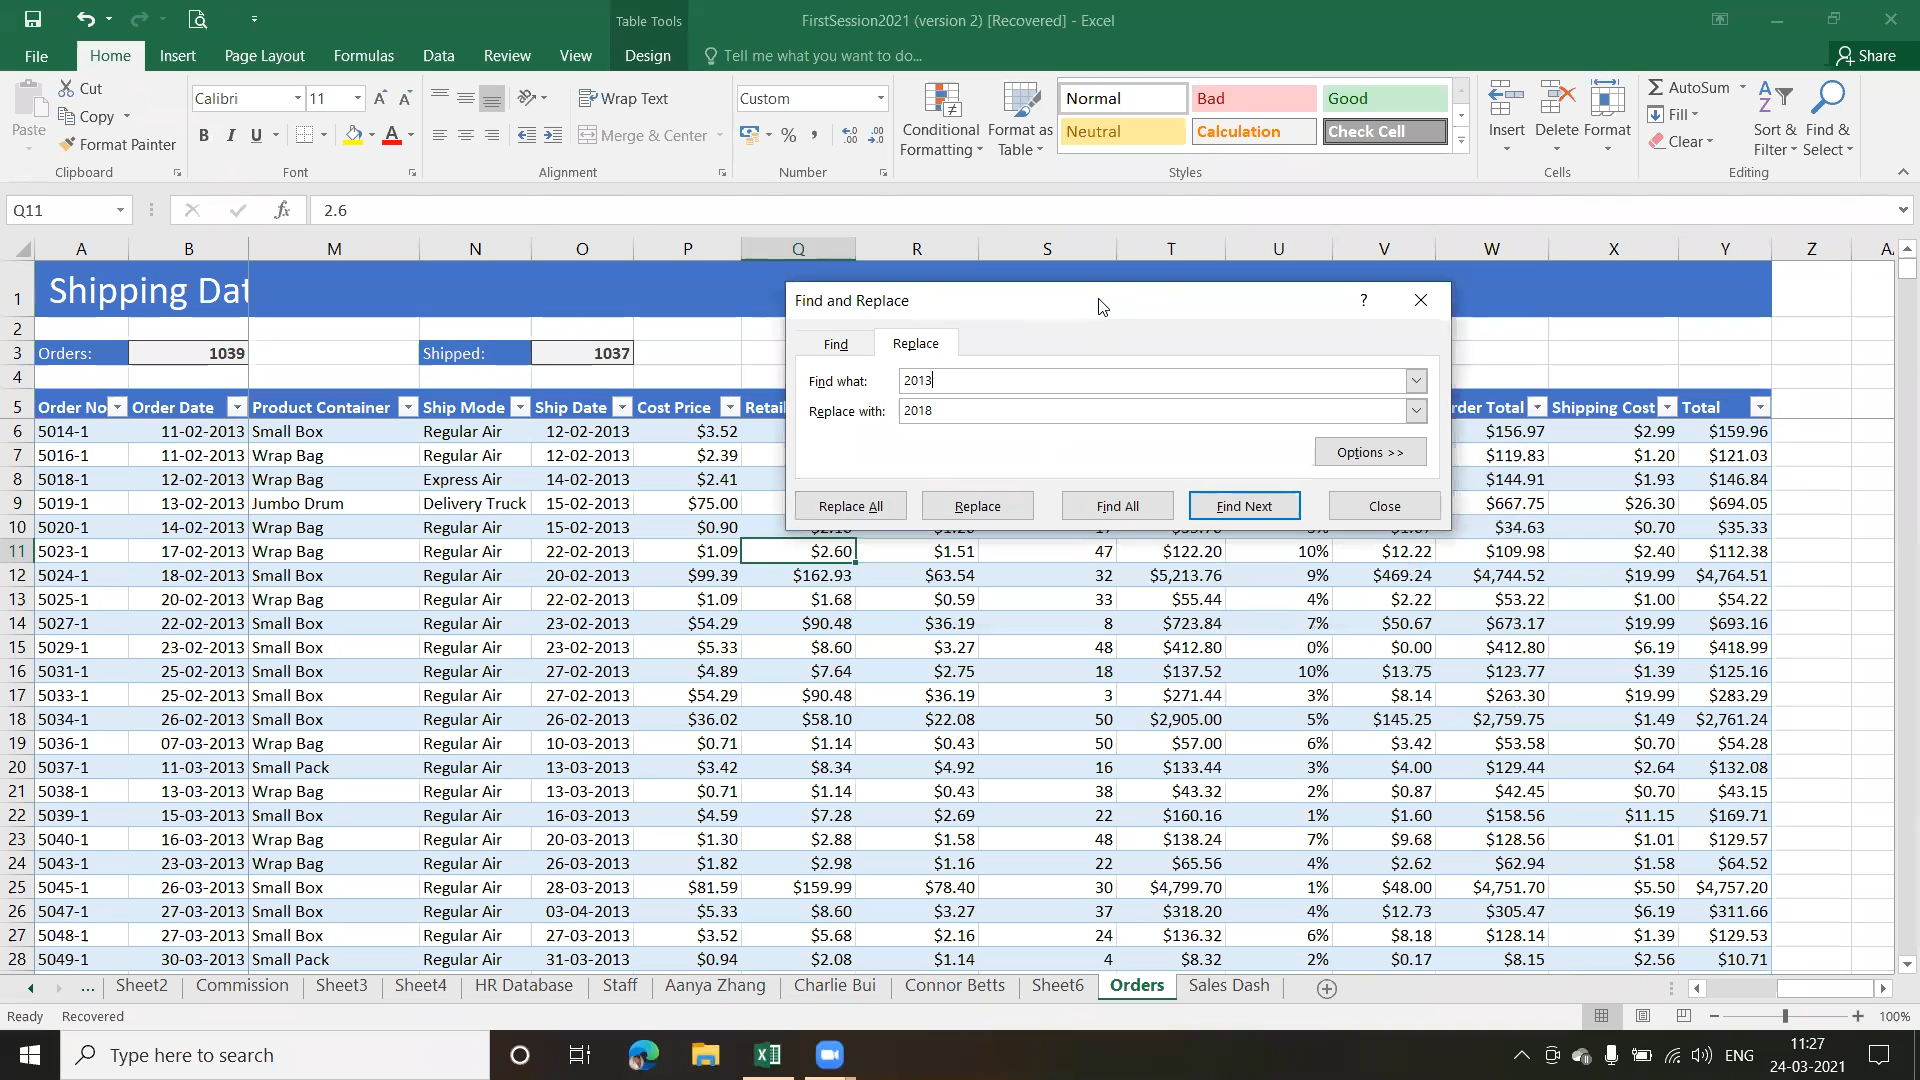 Table Tools
FirstSession2021 (version 2) [Recovered] - Excel
File Home Insert Page Layout Formulas Data Review View Design Tell me what you want to do... Share
Cut
Copy
Format Painter
Paste
Clipboard
Calibri 11
B I U
Font
Wrap Text
Merge & Center
Alignment
Custom
%
Number
Conditional Formatting
Format as Table
Normal Bad Good
Neutral Calculation Check Cell
Styles
Insert Delete Format
Cells
AutoSum
Fill
Clear
Sort & Filter
Find & Select
Editing
Q11 fx 2.6
A B M N O P Q R S T U V W X Y Z
1 Shipping Dat
2
3 Orders: 1039 Shipped: 1037
4
5 Order No Order Date Product Container Ship Mode Ship Date Cost Price Retail rder Total Shipping Cost Total
6 5014-1 11-02-2013 Small Box Regular Air 12-02-2013 $3.52 $156.97 $2.99 $159.96
7 5016-1 11-02-2013 Wrap Bag Regular Air 12-02-2013 $2.39 $119.83 $1.20 $121.03
8 5018-1 12-02-2013 Wrap Bag Express Air 14-02-2013 $2.41 $144.91 $1.93 $146.84
9 5019-1 13-02-2013 Jumbo Drum Delivery Truck 15-02-2013 $75.00 $667.75 $26.30 $694.05
10 5020-1 14-02-2013 Wrap Bag Regular Air 15-02-2013 $0.90 $34.63 $0.70 $35.33
11 5023-1 17-02-2013 Wrap Bag Regular Air 22-02-2013 $1.09 $2.60 $1.51 47 $122.20 10% $12.22 $109.98 $2.40 $112.38
12 5024-1 18-02-2013 Small Box Regular Air 20-02-2013 $99.39 $162.93 $63.54 32 $5,213.76 9% $469.24 $4,744.52 $19.99 $4,764.51
13 5025-1 20-02-2013 Wrap Bag Regular Air 22-02-2013 $1.09 $1.68 $0.59 33 $55.44 4% $2.22 $53.22 $1.00 $54.22
14 5027-1 22-02-2013 Small Box Regular Air 23-02-2013 $54.29 $90.48 $36.19 8 $723.84 7% $50.67 $673.17 $19.99 $693.16
15 5029-1 23-02-2013 Small Box Regular Air 23-02-2013 $5.33 $8.60 $3.27 48 $412.80 0% $0.00 $412.80 $6.19 $418.99
16 5031-1 25-02-2013 Small Box Regular Air 27-02-2013 $4.89 $7.64 $2.75 18 $137.52 10% $13.75 $123.77 $1.39 $125.16
17 5033-1 25-02-2013 Small Box Regular Air 27-02-2013 $54.29 $90.48 $36.19 3 $271.44 3% $8.14 $263.30 $19.99 $283.29
18 5034-1 26-02-2013 Small Box Regular Air 26-02-2013 $36.02 $58.10 $22.08 50 $2,905.00 5% $145.25 $2,759.75 $1.49 $2,761.24
19 5036-1 07-03-2013 Wrap Bag Regular Air 10-03-2013 $0.71 $1.14 $0.43 50 $57.00 6% $3.42 $53.58 $0.70 $54.28
20 5037-1 11-03-2013 Small Pack Regular Air 13-03-2013 $3.42 $8.34 $4.92 16 $133.44 3% $4.00 $129.44 $2.64 $132.08
21 5038-1 13-03-2013 Wrap Bag Regular Air 13-03-2013 $0.71 $1.14 $0.43 38 $43.32 2% $0.87 $42.45 $0.70 $43.15
22 5039-1 15-03-2013 Small Box Regular Air 16-03-2013 $4.59 $7.28 $2.69 22 $160.16 1% $1.60 $158.56 $11.15 $169.71
23 5040-1 16-03-2013 Wrap Bag Regular Air 20-03-2013 $1.30 $2.88 $1.58 48 $138.24 7% $9.68 $128.56 $1.01 $129.57
24 5043-1 23-03-2013 Wrap Bag Regular Air 26-03-2013 $1.82 $2.98 $1.16 22 $65.56 4% $2.62 $62.94 $1.58 $64.52
25 5045-1 26-03-2013 Small Box Regular Air 28-03-2013 $81.59 $159.99 $78.40 30 $4,799.70 1% $48.00 $4,751.70 $5.50 $4,757.20
26 5047-1 27-03-2013 Small Box Regular Air 03-04-2013 $5.33 $8.60 $3.27 37 $318.20 4% $12.73 $305.47 $6.19 $311.66
27 5048-1 27-03-2013 Small Box Regular Air 27-03-2013 $3.52 $5.68 $2.16 24 $136.32 6% $8.18 $128.14 $1.39 $129.53
28 5049-1 30-03-2013 Small Pack Regular Air 31-03-2013 $0.94 $2.08 $1.14 4 $8.32 2% $0.17 $8.15 $2.56 $10.71
Find and Replace ?
Find Replace
Find what: 2013
Replace with: 2018
Options >>
Replace All Replace Find All Find Next Close
... Sheet2 Commission Sheet3 Sheet4 HR Database Staff Aanya Zhang Charlie Bui Connor Betts Sheet6 Orders Sales Dash
Ready Recovered 100%
Type here to search ENG 11:27
24-03-2021